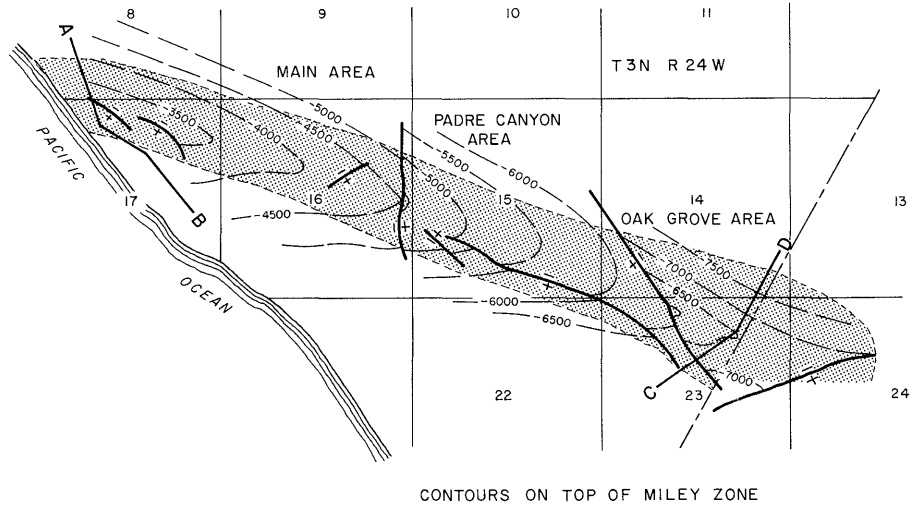 8
9
10
11
A
MAIN AREA
T3N R24W
-5000
PADRE CANYON
AREA
-3500
4000
-4500
-5500
-6000
PACIFIC
17
B
16
-4500
5000
15
14
13
OAK GROVE AREA
D
-7500
7000
6500
OCEAN
-6000
-6500
C
-7000
22
23
24
CONTOURS ON TOP OF MILEY ZONE